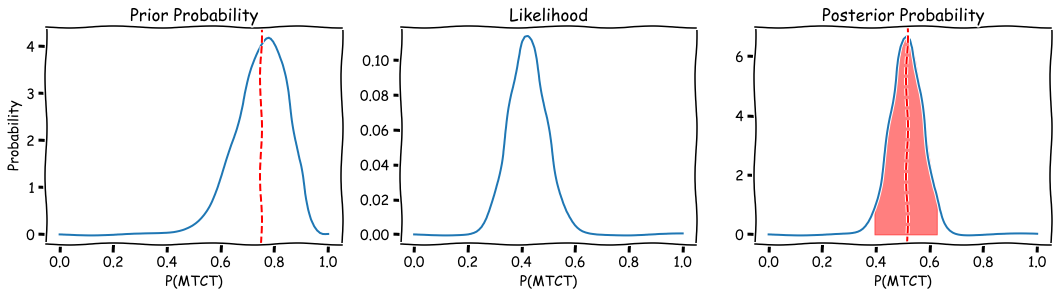 Prior Probability
Likelihood
Posterior Probability
Probability
4
3
2
1
0
0.0 0.2 0.4 0.6 0.8 1.0
P(MTCT)
0.10
0.08
0.06
0.04
0.02
0.00
0.0 0.2 0.4 0.6 0.8 1.0
P(MTCT)
6
4
2
0
0.0 0.2 0.4 0.6 0.8 1.0
P(MTCT)